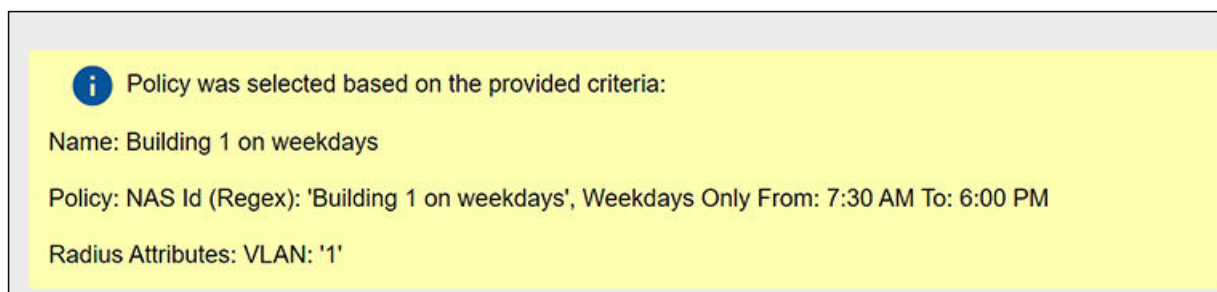 Policy was selected based on the provided criteria:
Name: Building 1 on weekdays
Policy: NAS Id (Regex): 'Building 1 on weekdays', Weekdays Only From: 7:30 AM To: 6:00 PM
Radius Attributes: VLAN: '1'